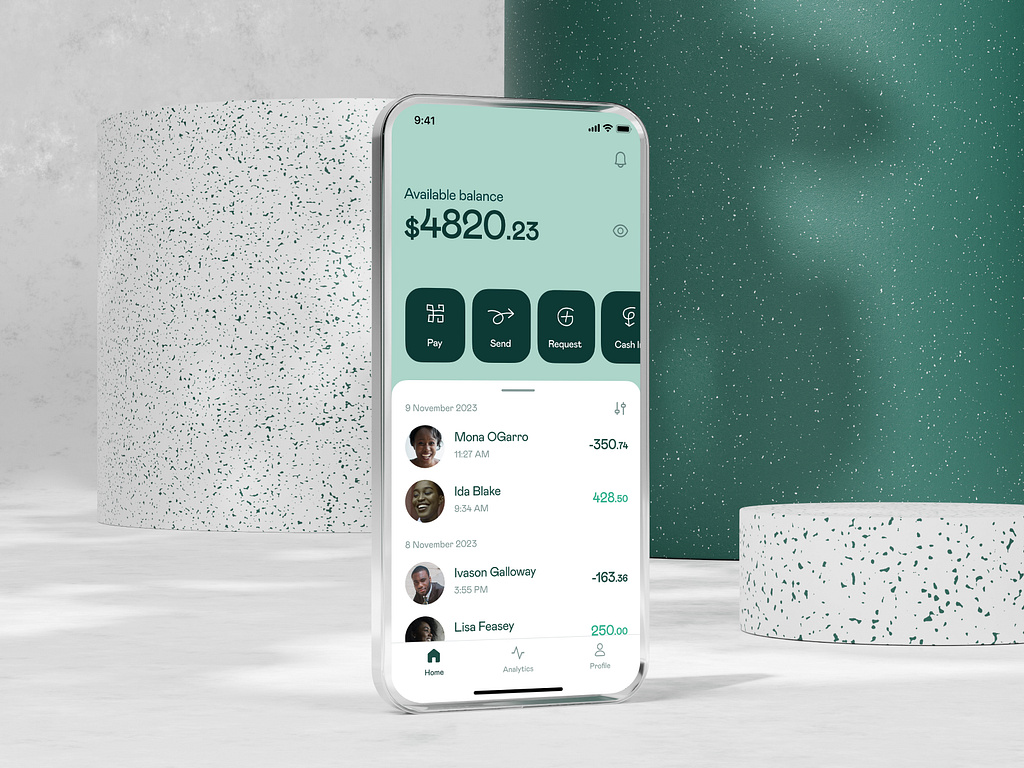 9:41
Available balance
$4820.23
Pay
Send
Request
Cash
9 November 2023
Mona OGarro
-350.74
11:27 AM
Ida Blake
428.50
9:34 AM
8 November 2023
Ivason Galloway
-163.36
3:55 PM
Lisa Feasey
250.00
Home
Analytics
Profile